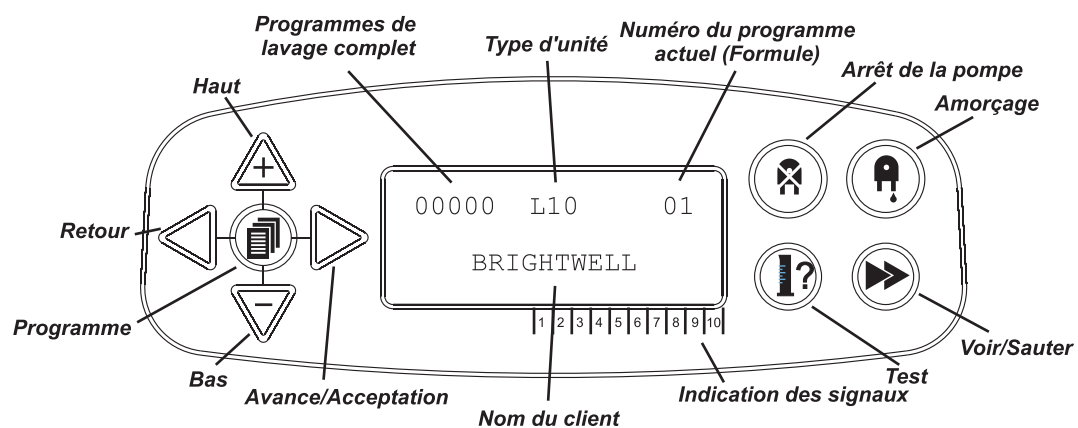 Programmes de
lavage complet
Type d'unité
Numéro du programme
actuel (Formule)
Arrêt de la pompe
Amorçage
Haut
+
00000 L10 01
Retour
BRIGHTWELL
?
Programme
−
1 2 3 4 5 6 7 8 9 10
Voir/Sauter
Bas
Avance/Acceptation
Test
Indication des signaux
Nom du client